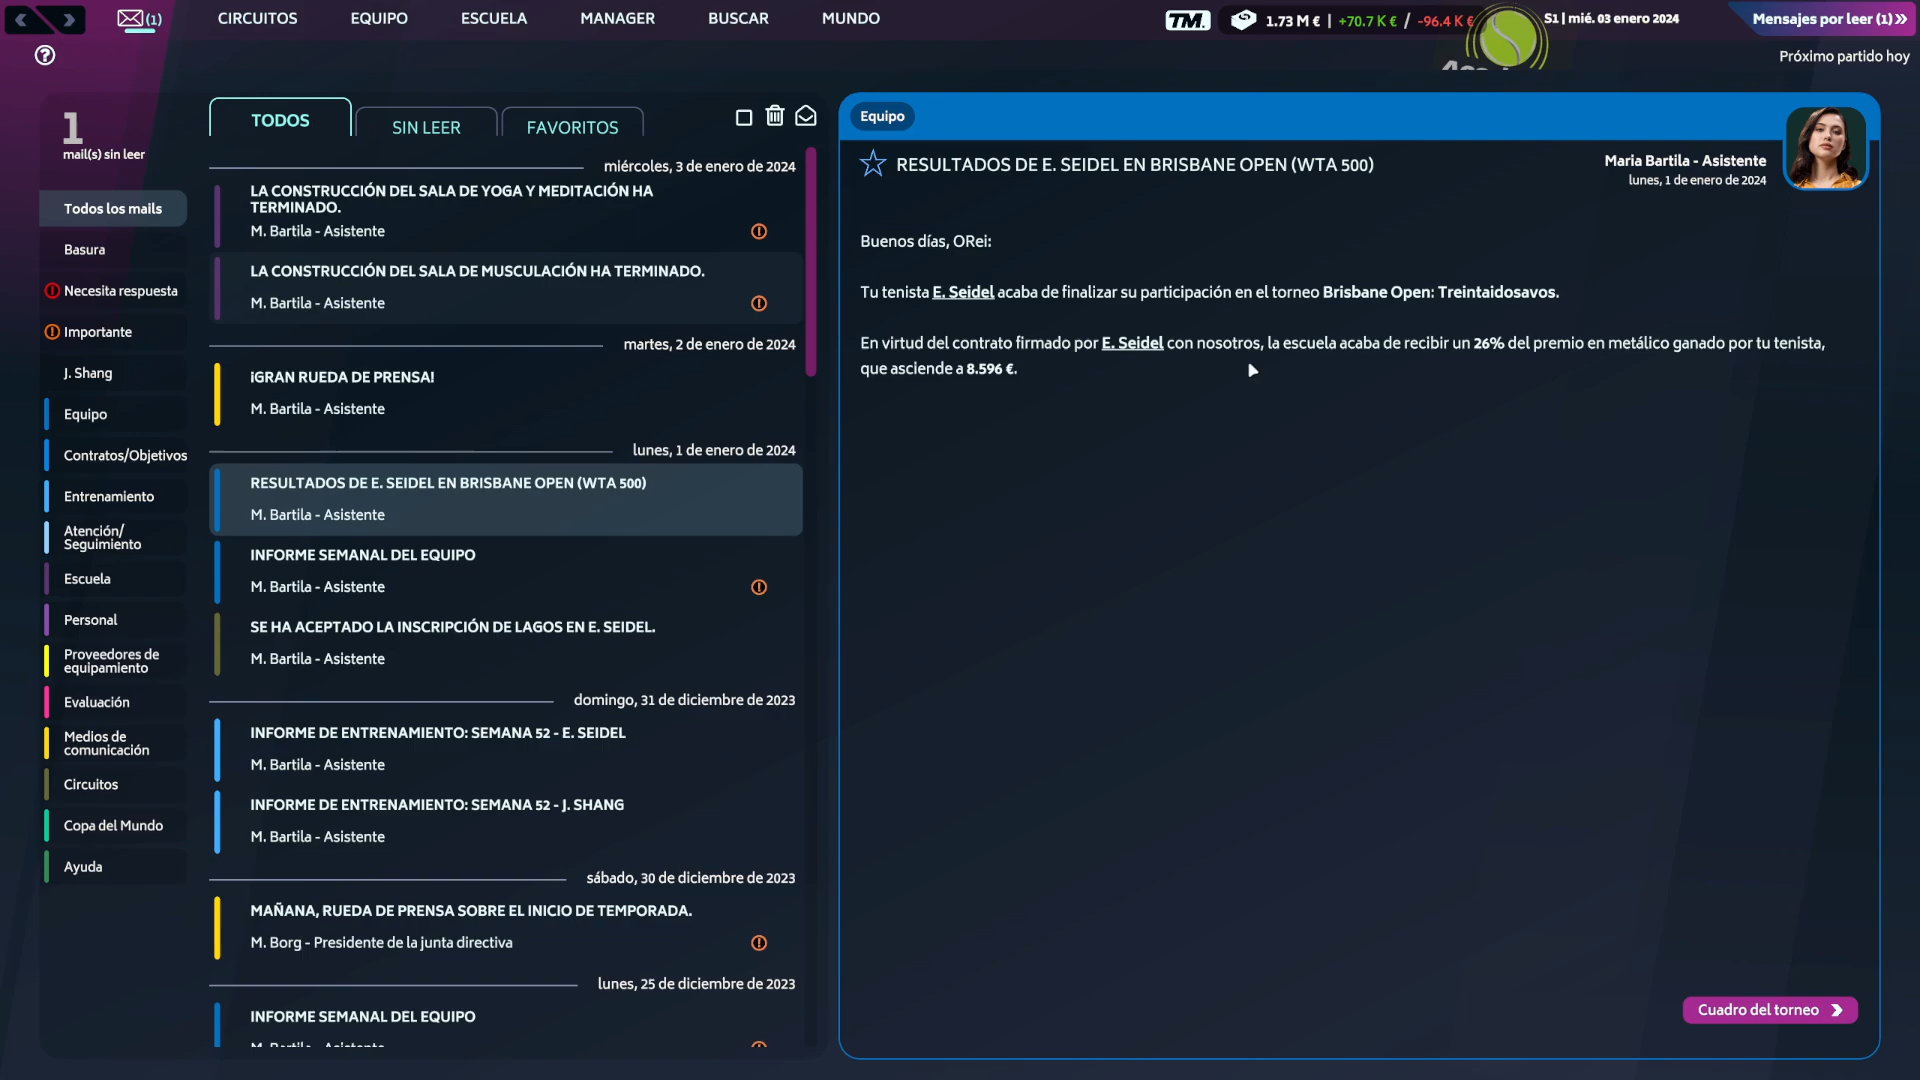 (1)
CIRCUITOS
EQUIPO
ESCUELA
MANAGER
BUSCAR
MUNDO
TM.
1.73 M € | +70.7 K € / -96.4 K €
S1 | mié. 03 enero 2024
Mensajes por leer (1)
Próximo partido hoy
1
mail(s) sin leer
Todos los mails
Basura
Necesita respuesta
Importante
J. Shang
Equipo
Contratos/Objetivos
Entrenamiento
Atención/
Seguimiento
Escuela
Personal
Proveedores de
equipamiento
Evaluación
Medios de
comunicación
Circuitos
Copa del Mundo
Ayuda
TODOS
SIN LEER
FAVORITOS
miércoles, 3 de enero de 2024
LA CONSTRUCCIÓN DEL SALA DE YOGA Y MEDITACIÓN HA
TERMINADO.
M. Bartila - Asistente
LA CONSTRUCCIÓN DEL SALA DE MUSCULACIÓN HA TERMINADO.
M. Bartila - Asistente
martes, 2 de enero de 2024
¡GRAN RUEDA DE PRENSA!
M. Bartila - Asistente
lunes, 1 de enero de 2024
RESULTADOS DE E. SEIDEL EN BRISBANE OPEN (WTA 500)
M. Bartila - Asistente
INFORME SEMANAL DEL EQUIPO
M. Bartila - Asistente
SE HA ACEPTADO LA INSCRIPCIÓN DE LAGOS EN E. SEIDEL.
M. Bartila - Asistente
domingo, 31 de diciembre de 2023
INFORME DE ENTRENAMIENTO: SEMANA 52 - E. SEIDEL
M. Bartila - Asistente
INFORME DE ENTRENAMIENTO: SEMANA 52 - J. SHANG
M. Bartila - Asistente
sábado, 30 de diciembre de 2023
MAÑANA, RUEDA DE PRENSA SOBRE EL INICIO DE TEMPORADA.
M. Borg - Presidente de la junta directiva
lunes, 25 de diciembre de 2023
INFORME SEMANAL DEL EQUIPO
M. Bartila - Asistente
Equipo
RESULTADOS DE E. SEIDEL EN BRISBANE OPEN (WTA 500)
Maria Bartila - Asistente
lunes, 1 de enero de 2024
Buenos días, ORei:
Tu tenista E. Seidel acaba de finalizar su participación en el torneo Brisbane Open: Treintaidosavos.
En virtud del contrato firmado por E. Seidel con nosotros, la escuela acaba de recibir un 26% del premio en metálico ganado por tu tenista,
que asciende a 8.596 €.
Cuadro del torneo